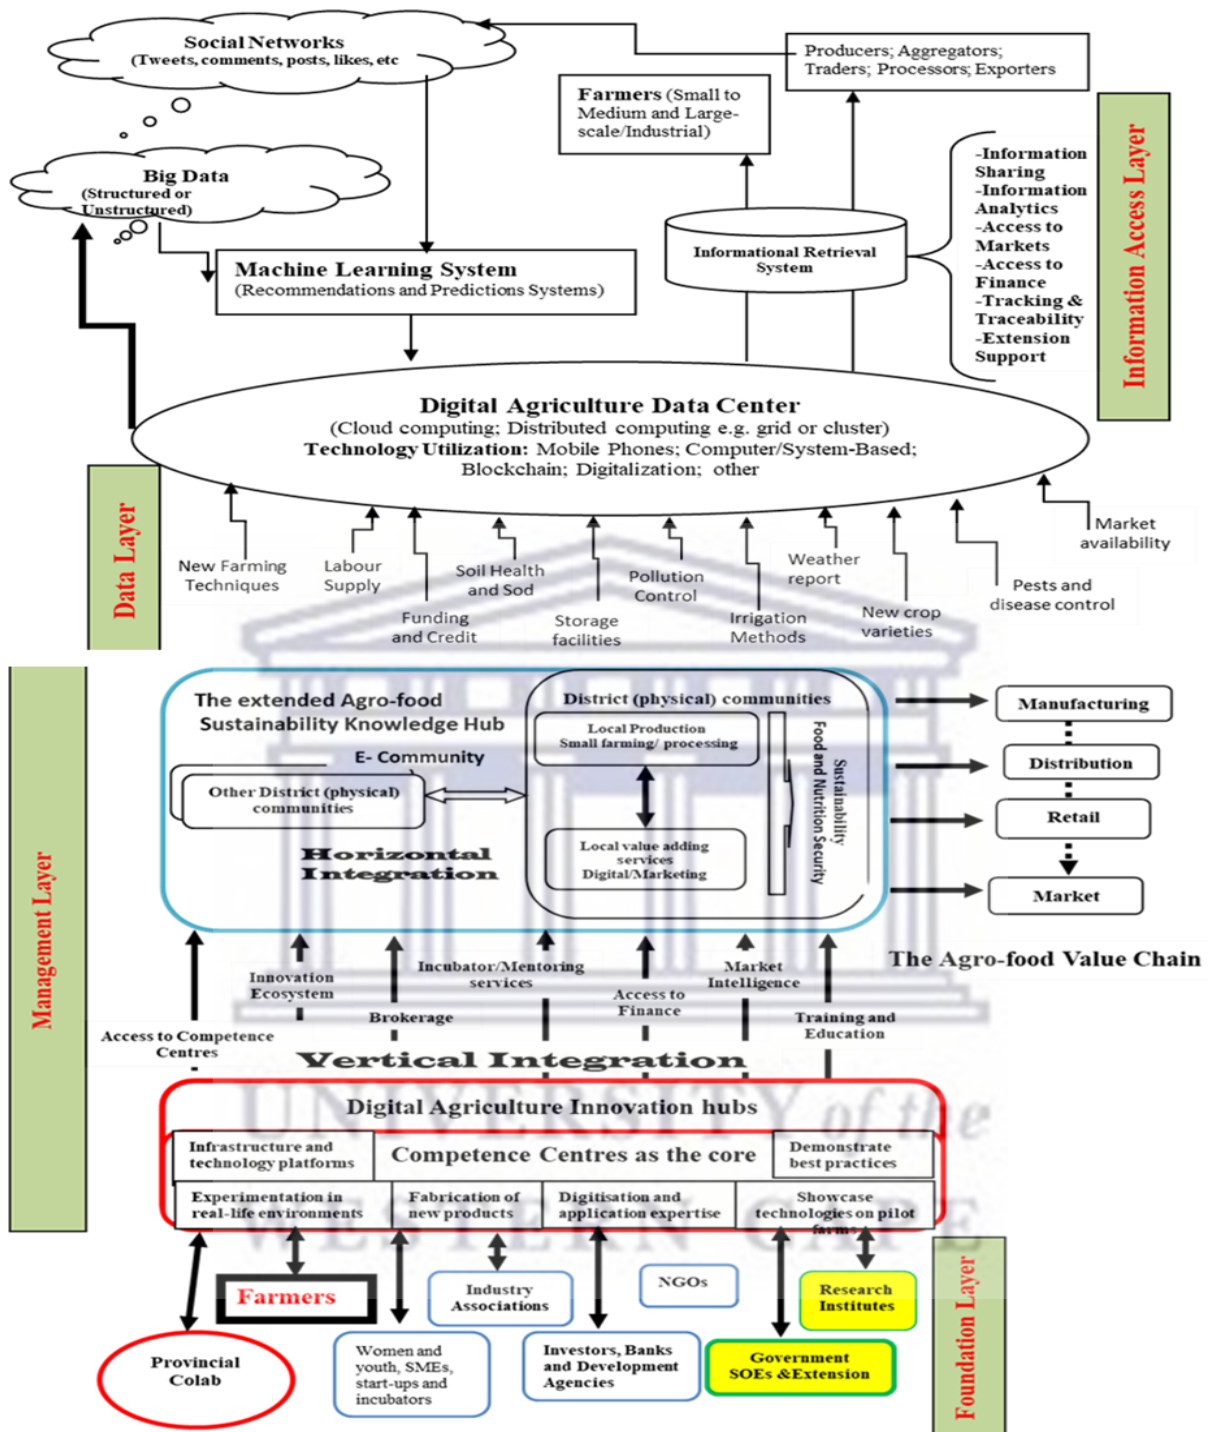 Social Networks
(Tweets, comments, posts, likes, etc
Producers; Aggregators;
Traders; Processors; Exporters
Farmers (Small to
Medium and Large-
scale/Industrial)
Big Data
(Structured or
Unstructured)
-Information
Sharing
-Information
Analytics
-Access to
Markets
-Access to
Finance
-Tracking &
Traceability
-Extension
Support
Information Access Layer
Informational Retrieval
System
Machine Learning System
(Recommendations and Predictions Systems)
Digital Agriculture Data Center
(Cloud computing; Distributed computing e.g. grid or cluster)
Technology Utilization: Mobile Phones; Computer/System-Based;
Blockchain; Digitalization; other
Data Layer
New Farming
Techniques
Labour
Supply
Funding
and Credit
Soil Health
and Sod
Storage
facilities
Pollution
Control
Irrigation
Methods
Weather
report
New crop
varieties
Pests and
disease control
Market
availability
Management Layer
The extended Agro-food
Sustainability Knowledge Hub
E- Community
Other District (physical)
communities
Horizontal
Integration
District (physical) communities
Local Production
Small farming/ processing
Local value adding
services
Digital/Marketing
Sustainability
Food and Nutrition Security
Manufacturing
Distribution
Retail
Market
The Agro-food Value Chain
Access to Competence
Centres
Innovation
Ecosystem
Brokerage
Incubator/Mentoring
services
Access to
Finance
Market
Intelligence
Training and
Education
Vertical Integration
UNIVERSITY of the
WESTERN CAPE
Digital Agriculture Innovation hubs
Infrastructure and
technology platforms
Competence Centres as the core
Demonstrate
best practices
Experimentation in
real-life environments
Fabrication of
new products
Digitisation and
application expertise
Showcase
technologies on pilot
farms
Foundation Layer
Farmers
Industry
Associations
NGOs
Research
Institutes
Provincial
Colab
Women and
youth, SMEs,
start-ups and
incubators
Investors, Banks
and Development
Agencies
Government
SOEs &Extension